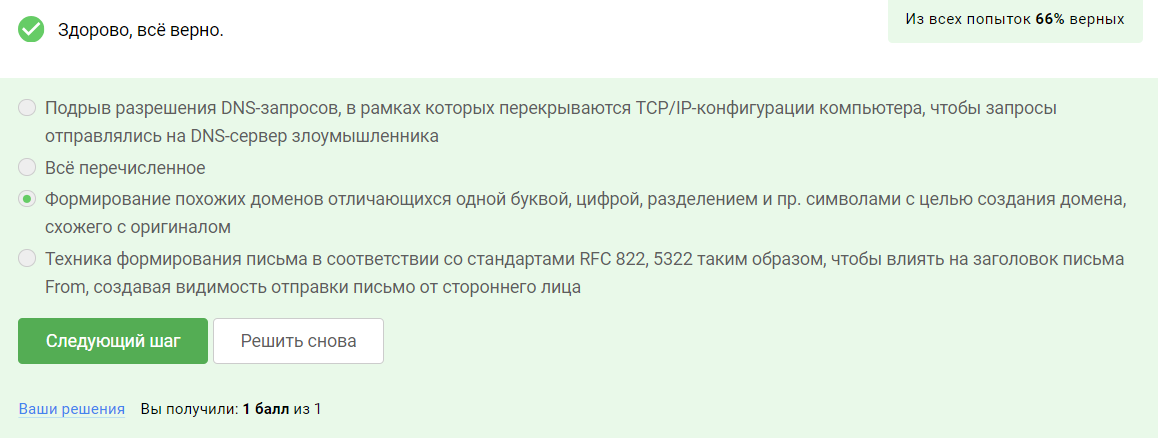 Здорово, всё верно.
Из всех попыток 66% верных
Подрыв разрешения DNS-запросов, в рамках которых перекрываются TCP/IP-конфигурации компьютера, чтобы запросы
отправлялись на DNS-сервер злоумышленника
Всё перечисленное
Формирование похожих доменов отличающихся одной буквой, цифрой, разделением и пр. символами с целью создания домена,
схожего с оригиналом
Техника формирования письма в соответствии со стандартами RFC 822, 5322 таким образом, чтобы влиять на заголовок письма
From, создавая видимость отправки письмо от стороннего лица
Следующий шаг
Решить снова
Ваши решения Вы получили: 1 балл из 1